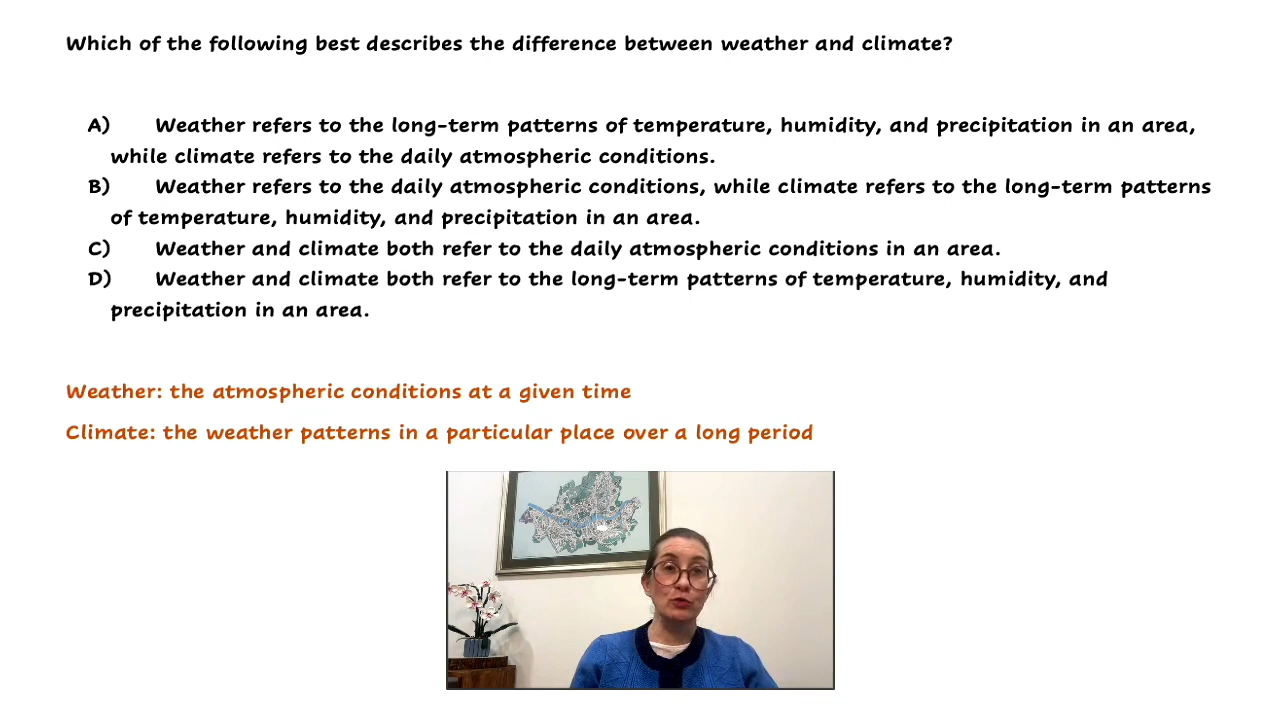 Which of the following best describes the difference between weather and climate?
A) Weather refers to the long-term patterns of temperature, humidity, and precipitation in an area,
while climate refers to the daily atmospheric conditions.
B) Weather refers to the daily atmospheric conditions, while climate refers to the long-term patterns
of temperature, humidity, and precipitation in an area.
C) Weather and climate both refer to the daily atmospheric conditions in an area.
D) Weather and climate both refer to the long-term patterns of temperature, humidity, and
precipitation in an area.
Weather: the atmospheric conditions at a given time
Climate: the weather patterns in a particular place over a long period